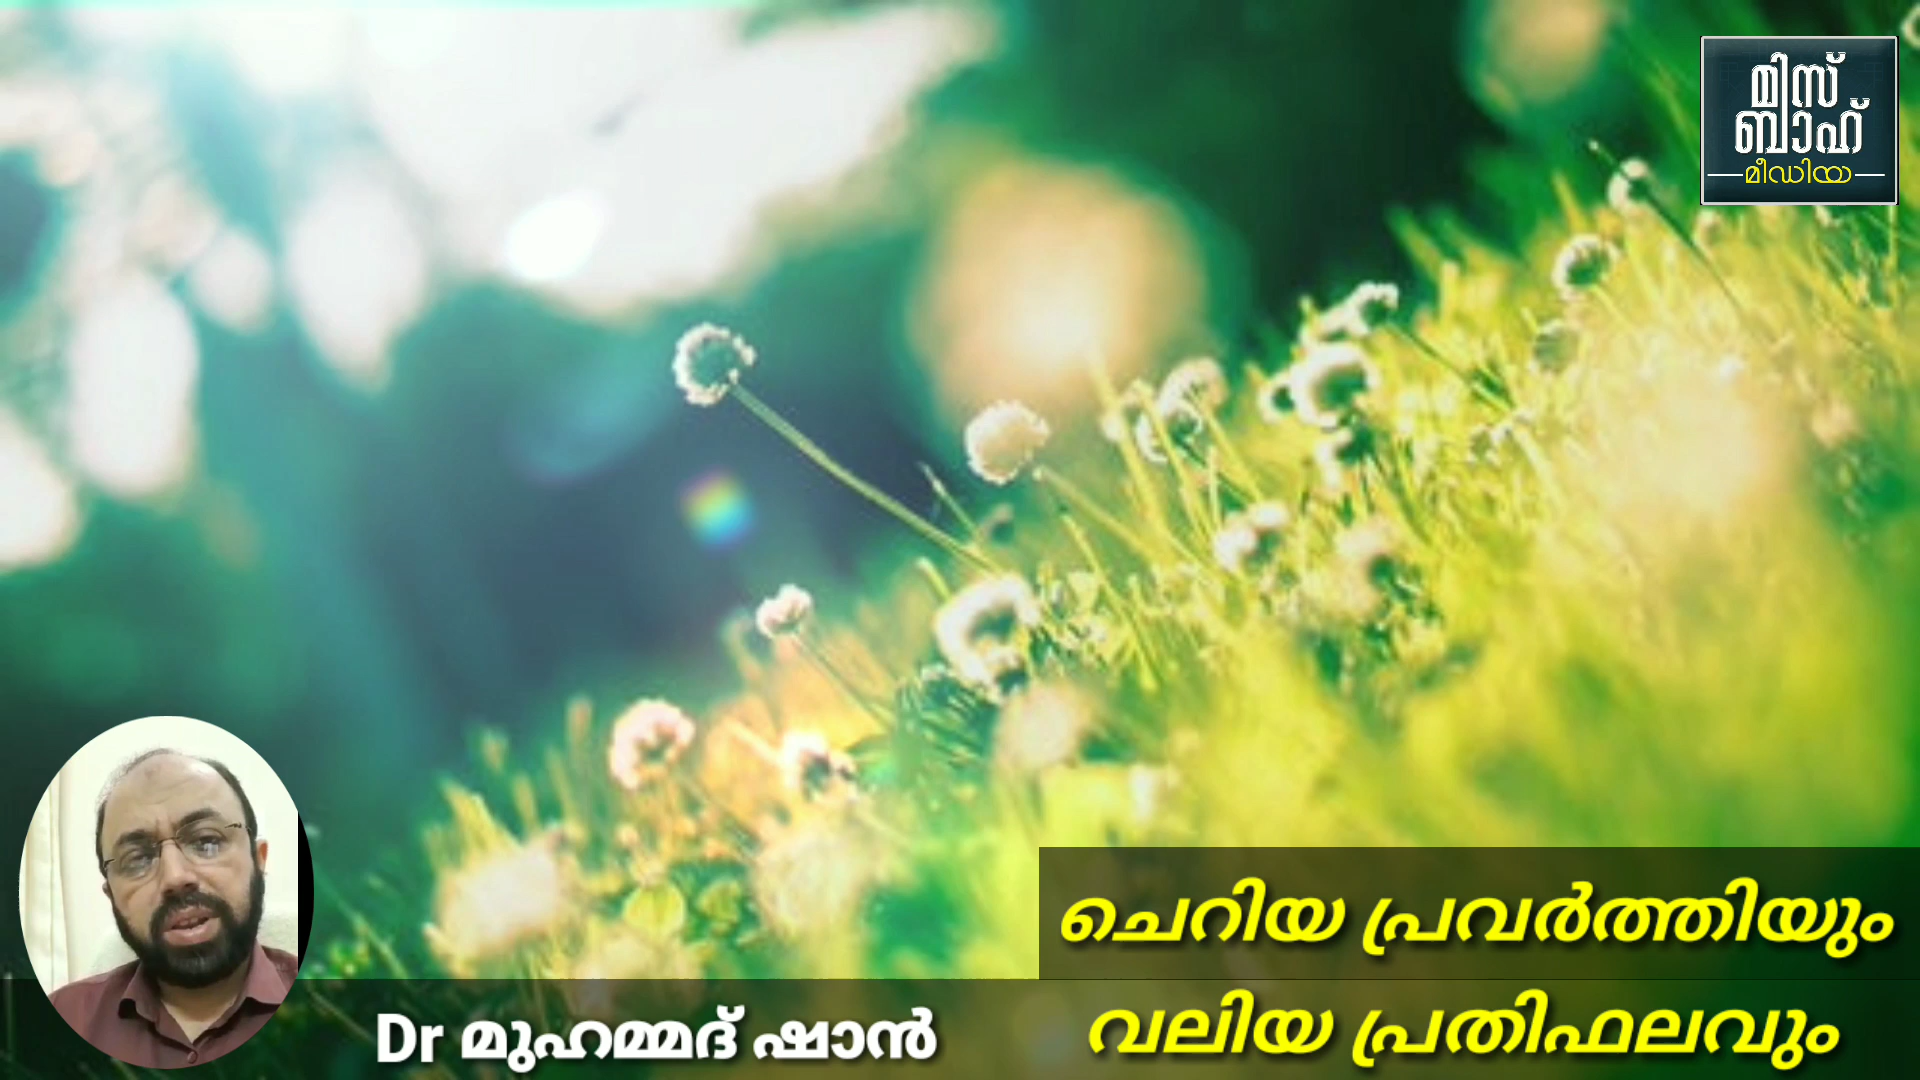 മിസ്
ബാഹ്
മീഡിയ
ചെറിയ പ്രവർത്തിയും
വലിയ പ്രതിഫലവും
Dr മുഹമ്മദ് ഷാൻ